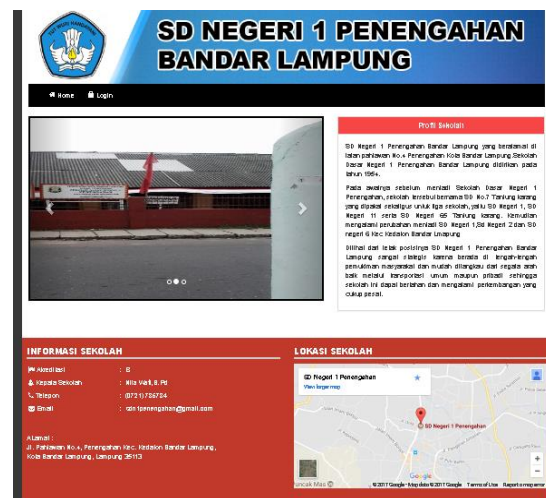 TUT WURI HANDAYANI
SD NEGERI 1 PENENGAHAN
BANDAR LAMPUNG
Home Login
Profil Sekolah
SD Negeri 1 Penengahan Bandar Lampung yang beralamat di
jalan pahlawan No.4 Penengahan Kota Bandar Lampung.Sekolah
Dasar Negeri 1 Penengahan Bandar Lampung didirikan pada
tahun 1954.
Pada awalnya sebelum menjadi Sekolah Dasar Negeri 1
Penengahan, sekolah tersebut bernama SD No.7 Tanjung karang
yang dipakai sekaligus untuk tiga sekolah, yaitu SD Negeri 1, SD
Negeri 11 serta SD Negeri 65 Tanjung karang. Kemudian
mengalami perubahan menjadi SD Negeri 1,Sd Negeri 2 dan SD
negeri 6 Kec Kedaton Bandar Lmapung
Dilihat dari letak posisinya SD Negeri 1 Penengahan Bandar
Lampung sangat stategis karena berada di tengah-tengah
pemukiman masyarakat dan mudah dijangkau dari segala arah
baik melalui transportasi umum maupun pribadi sehingga
sekolah ini dapat bertahan dan mengalami perkembangan yang
cukup pesat.
INFORMASI SEKOLAH
Akreditasi : B
Kepala Sekolah : Nila Wati, S. Pd
Telepon : (0721) 785734
Email : sdn1penengahan@gmail.com
ALamat :
Jl. Pahlawan No.4, Penengahan Kec. Kedaton Bandar Lampung,
Kota Bandar Lampung, Lampung 35113
LOKASI SEKOLAH
SD Negeri 1 Penengahan
View larger map
SD Negeri 1 Penengahan
Google
©2017 Google - Map data ©2017 Google Terms of Use Report a map error